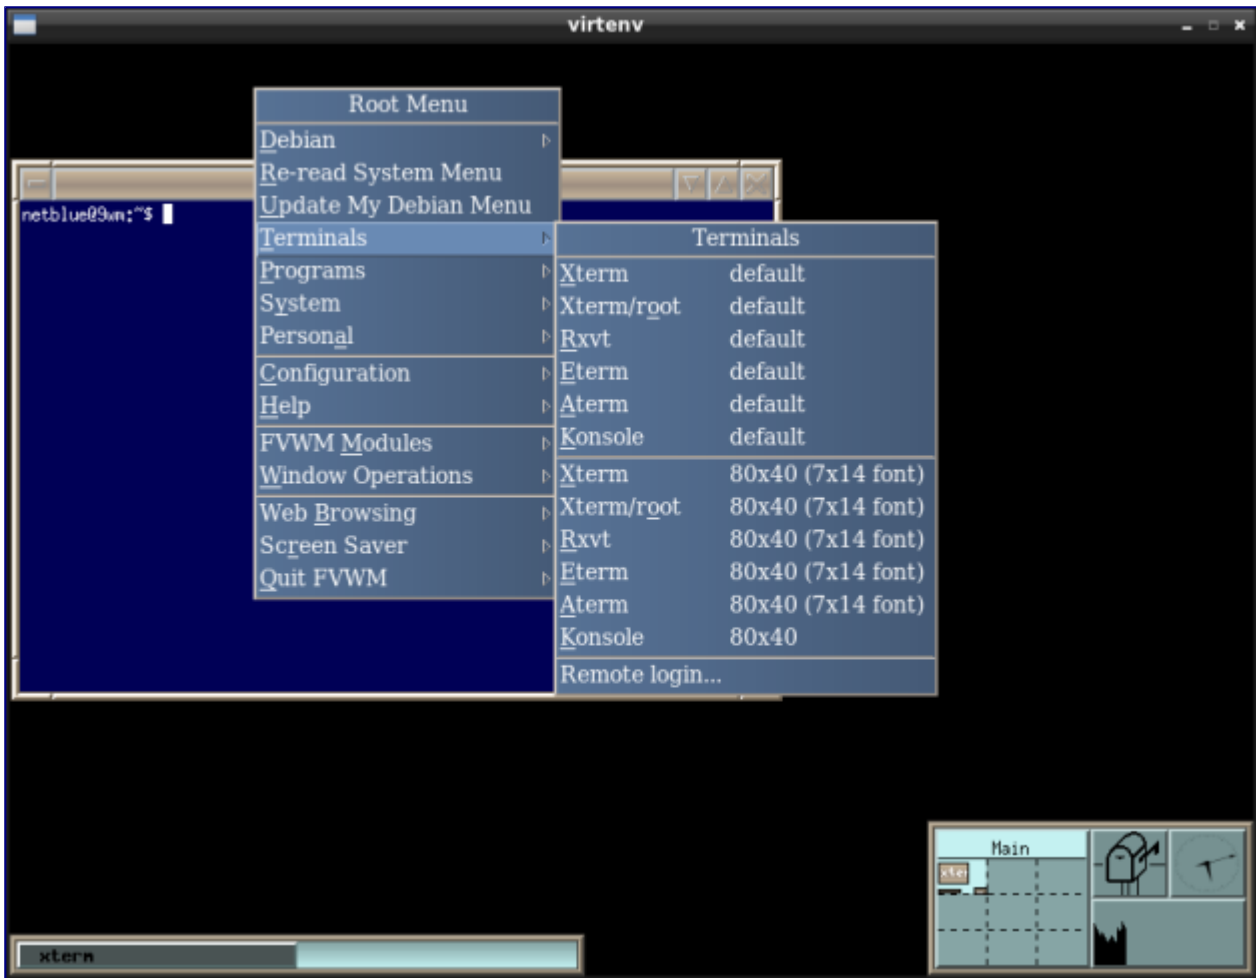 virtenv
Root Menu
Debian
Re-read System Menu
Update My Debian Menu
Terminals
Programs
System
Personal
Configuration
Help
FVWM Modules
Window Operations
Web Browsing
Screen Saver
Quit FVWM
netblue@9wm:~$
Terminals
Xterm default
Xterm/root default
Rxvt default
Eterm default
Aterm default
Konsole default
Xterm 80x40 (7x14 font)
Xterm/root 80x40 (7x14 font)
Rxvt 80x40 (7x14 font)
Eterm 80x40 (7x14 font)
Aterm 80x40 (7x14 font)
Konsole 80x40
Remote login...
Main
xter
xterm